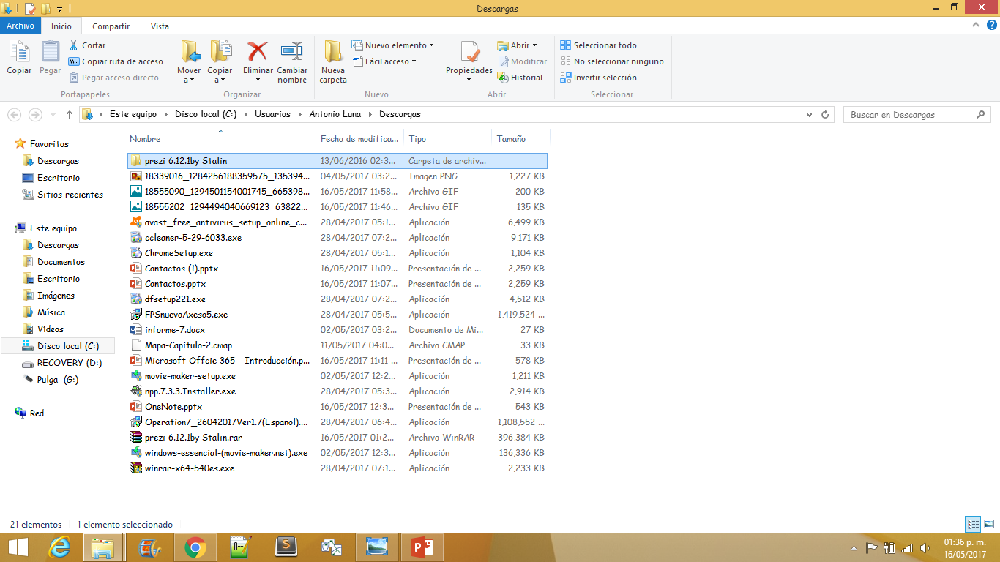 Descargas
Archivo Inicio Compartir Vista
Copiar
Pegar
Cortar
Copiar ruta de acceso
Pegar acceso directo
Portapapeles
Mover a
Copiar a
Eliminar
Cambiar nombre
Organizar
Nueva carpeta
Nuevo elemento
Fácil acceso
Nuevo
Propiedades
Abrir
Modificar
Historial
Abrir
Seleccionar todo
No seleccionar ninguno
Invertir selección
Seleccionar
Este equipo Disco local (C:) Usuarios Antonio Luna Descargas
Buscar en Descargas
Favoritos
Descargas
Escritorio
Sitios recientes
Este equipo
Descargas
Documentos
Escritorio
Imágenes
Música
Vídeos
Disco local (C:)
RECOVERY (D:)
Pulga (G:)
Red
Nombre Fecha de modifica... Tipo Tamaño
prezi 6.12.1by Stalin 13/06/2016 02:3... Carpeta de archiv...
18339016_1284256188359575_135394... 04/05/2017 03:2... Imagen PNG 1,227 KB
18555090_1294501154001745_665398... 16/05/2017 11:58... Archivo GIF 200 KB
18555202_1294494040669123_63822... 16/05/2017 11:46... Archivo GIF 135 KB
avast_free_antivirus_setup_online_c... 28/04/2017 05:1... Aplicación 6,499 KB
ccleaner-5-29-6033.exe 28/04/2017 07:2... Aplicación 9,171 KB
ChromeSetup.exe 28/04/2017 05:1... Aplicación 1,104 KB
Contactos (1).pptx 16/05/2017 11:09... Presentación de ... 2,259 KB
Contactos.pptx 16/05/2017 11:07... Presentación de ... 2,259 KB
dfsetup221.exe 28/04/2017 07:2... Aplicación 4,512 KB
FPSnuevoAxeso5.exe 28/04/2017 05:5... Aplicación 1,419,524 ...
informe-7.docx 02/05/2017 03:2... Documento de Mi... 27 KB
Mapa-Capitulo-2.cmap 11/05/2017 04:0... Archivo CMAP 33 KB
Microsoft Offcie 365 - Introducción.p... 16/05/2017 11:11 ... Presentación de ... 578 KB
movie-maker-setup.exe 02/05/2017 12:2... Aplicación 1,211 KB
npp.7.3.3.Installer.exe 28/04/2017 05:3... Aplicación 2,914 KB
OneNote.pptx 16/05/2017 12:3... Presentación de ... 543 KB
Operation7_26042017Ver1.7(Espanol).... 28/04/2017 06:4... Aplicación 1,108,552 ...
prezi 6.12.1by Stalin.rar 16/05/2017 01:2... Archivo WinRAR 396,384 KB
windows-essencial-(movie-maker.net).exe 02/05/2017 12:3... Aplicación 136,336 KB
winrar-x64-540es.exe 28/04/2017 07:1... Aplicación 2,233 KB
21 elementos 1 elemento seleccionado
01:36 p. m.
16/05/2017